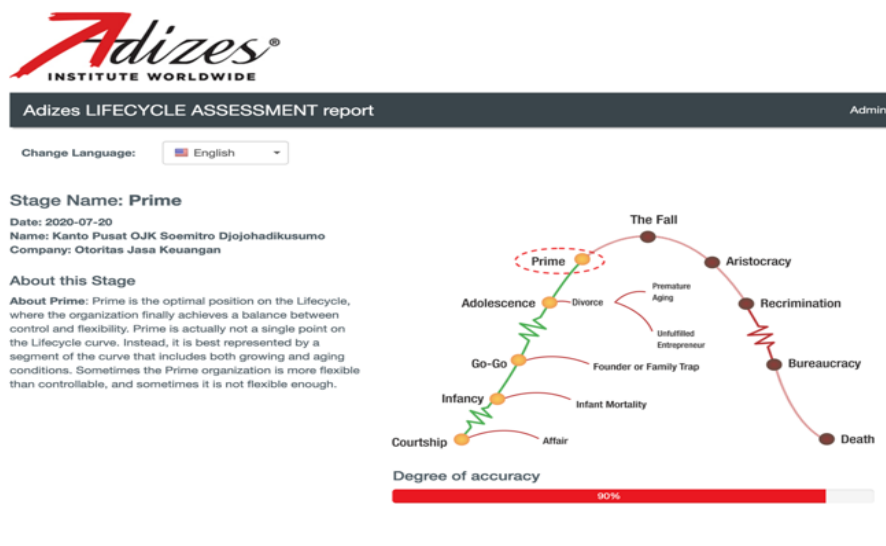 Adizes®
INSTITUTE WORLDWIDE
Adizes LIFECYCLE ASSESSMENT report
Admin
Change Language:
English
Stage Name: Prime
Date: 2020-07-20
Name: Kanto Pusat OJK Soemitro Djojohadikusumo
Company: Otoritas Jasa Keuangan
About this Stage
About Prime: Prime is the optimal position on the Lifecycle,
where the organization finally achieves a balance between
control and flexibility. Prime is actually not a single point on
the Lifecycle curve. Instead, it is best represented by a
segment of the curve that includes both growing and aging
conditions. Sometimes the Prime organization is more flexible
than controllable, and sometimes it is not flexible enough.
The Fall
Prime
Aristocracy
Premature
Aging
Adolescence
Divorce
Recrimination
Unfulfilled
Entrepreneur
Go-Go
Founder or Family Trap
Bureaucracy
Infancy
Infant Mortality
Courtship
Affair
Death
Degree of accuracy
90%